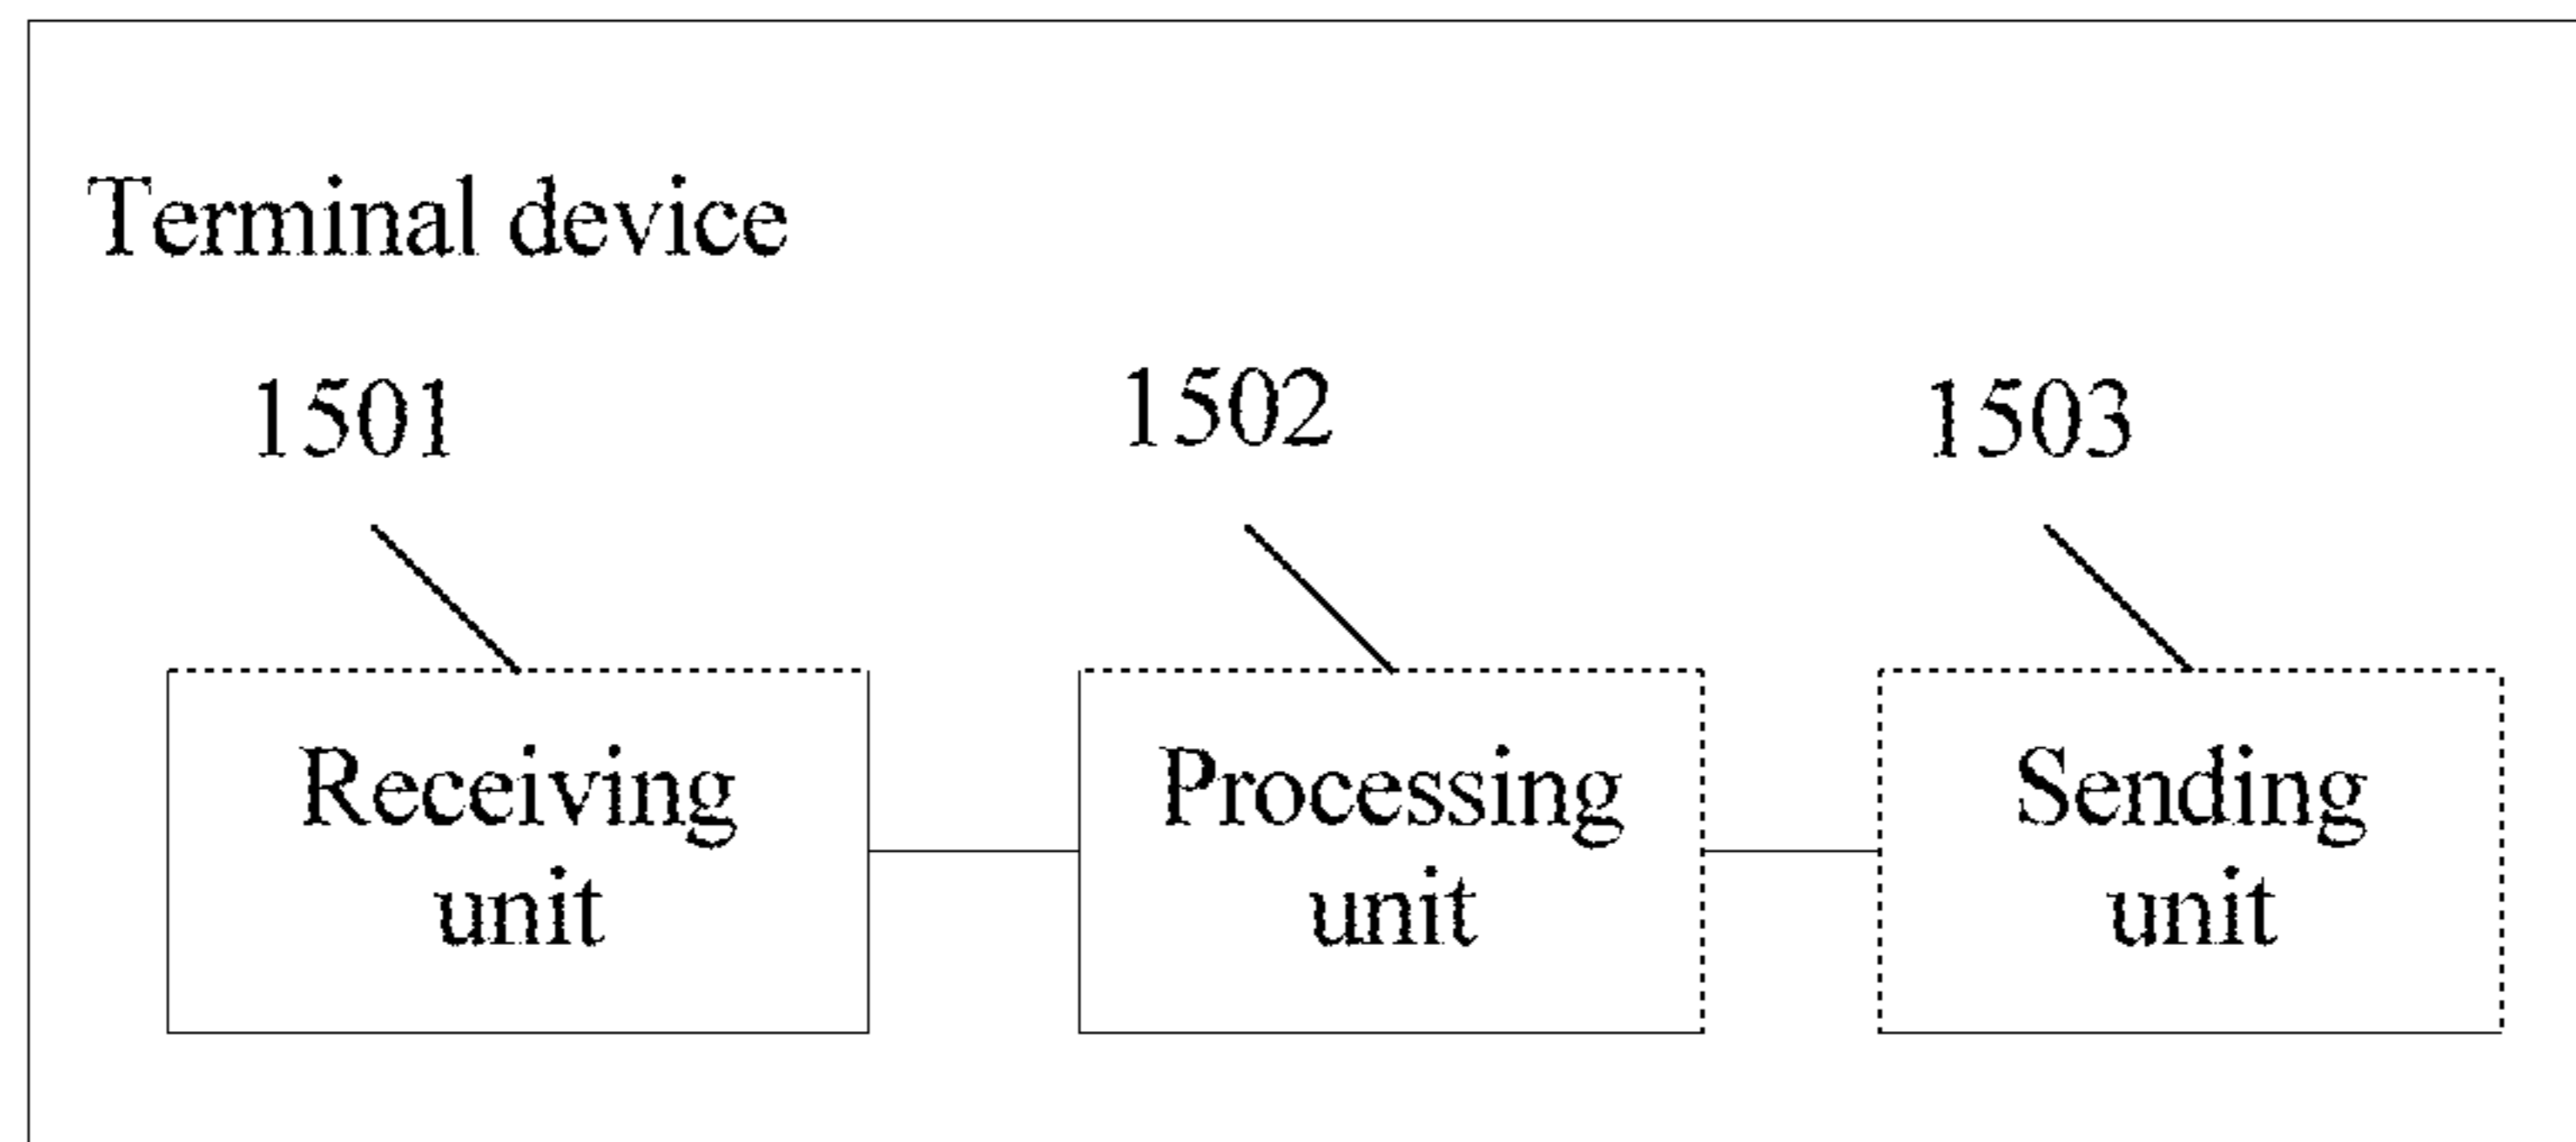 Terminal device
1501
1502
1503
Receiving
unit
Processing
unit
Sending
unit